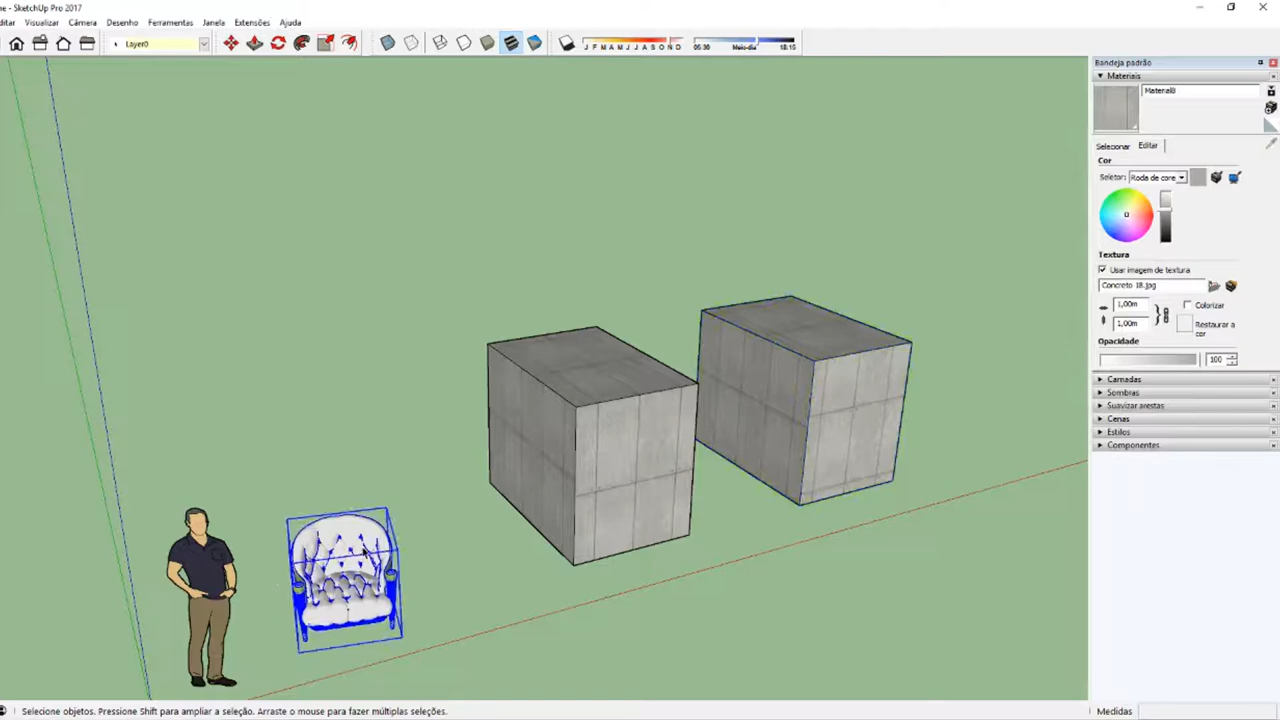 ne - SketchUp Pro 2017
ditar Visualizar Câmera Desenho Ferramentas Janela Extensões Ajuda
Layer0
J F M A M J J A S O N D
05:30 Meio-dia 18:15
Bandeja padrão
Materiais
Material8
Selecionar Editar
Cor
Seletor: Roda de core
Textura
Usar imagem de textura
Concreto 18.jpg
1,00m Colorizar
1,00m Restaurar a
cor
Opacidade
100
Camadas
Sombras
Suavizar arestas
Cenas
Estilos
Componentes
Selecione objetos. Pressione Shift para ampliar a seleção. Arraste o mouse para fazer múltiplas seleções.
Medidas